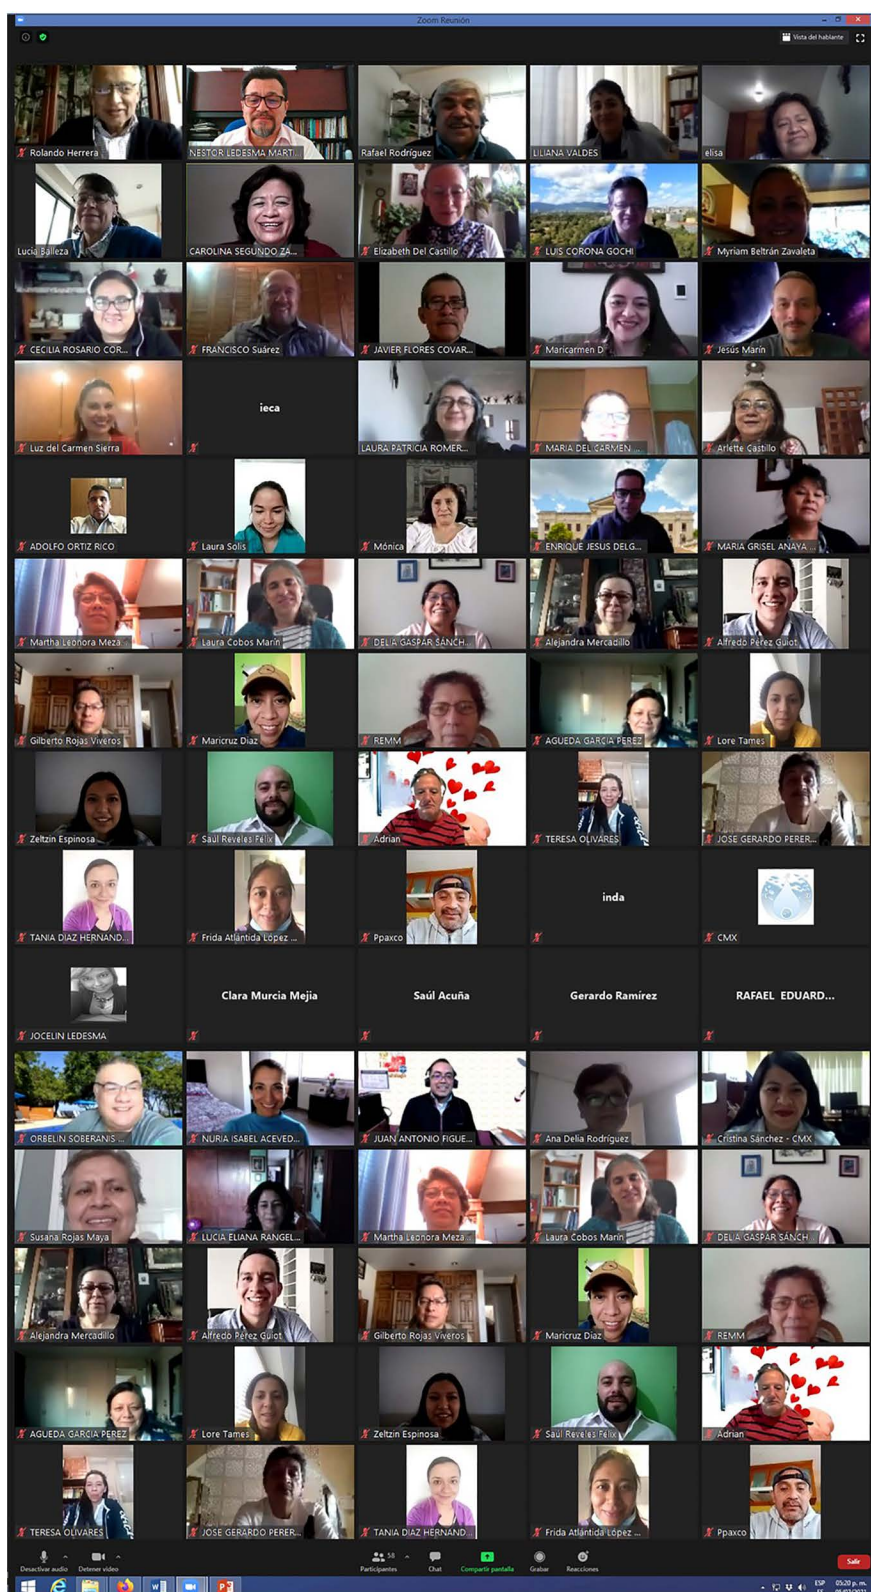 Zoom Reunión
Vista del hablante
Rolando Herrera
NESTOR LEDESMA MARTI...
Rafael Rodríguez
LILIANA VALDES
elisa
Lucia Balleza
CAROLINA SEGUNDO ZA...
Elizabeth Del Castillo
LUIS CORONA GOCHI
Myriam Beltrán Zavaleta
CECILIA ROSARIO COR...
FRANCISCO Suárez
JAVIER FLORES COVAR...
Maricarmen D
Jesús Marín
Luz del Carmen Sierra
ieca
LAURA PATRICIA ROMER...
MARIA DEL CARMEN ...
Arlette Castillo
ADOLFO ORTIZ RICO
Laura Solis
Mónica
ENRIQUE JESUS DELG...
MARIA GRISEL ANAYA ...
Martha Leonora Meza
Laura Cobos Marín
DELIA GASPAR SÁNCH...
Alejandra Mercadillo
Alfredo Pérez Guiot
Gilberto Rojas Viveros
Maricruz Diaz
REMM
AGUEDA GARCIA PEREZ
Lore Tames
Zeltzin Espinosa
Saúl Reveles Félix
Adrian
TERESA OLIVARES
JOSE GERARDO PERER...
TANIA DIAZ HERNAND...
Frida Atlántida López ...
Ppaxco
inda
CMX
JOCELIN LEDESMA
Clara Murcia Mejia
Saúl Acuña
Gerardo Ramírez
RAFAEL EDUARD...
ORBELIN SOBERANIS ...
NURIA ISABEL ACEVED...
JUAN ANTONIO FIGUE...
Ana Delia Rodríguez
Cristina Sánchez - CMX
Susana Rojas Maya
LUCIA ELIANA RANGEL...
Martha Leonora Meza
Laura Cobos Marín
DELIA GASPAR SÁNCH...
Alejandra Mercadillo
Alfredo Pérez Guiot
Gilberto Rojas Viveros
Maricruz Diaz
REMM
AGUEDA GARCIA PEREZ
Lore Tames
Zeltzin Espinosa
Saúl Reveles Félix
Adrian
TERESA OLIVARES
JOSE GERARDO PERER...
TANIA DIAZ HERNAND...
Frida Atlántida López ...
Ppaxco
58
Desactivar audio
Detener video
Participantes
Chat
Compartir pantalla
Grabar
Reacciones
Salir
ESP
05:20 p. m.